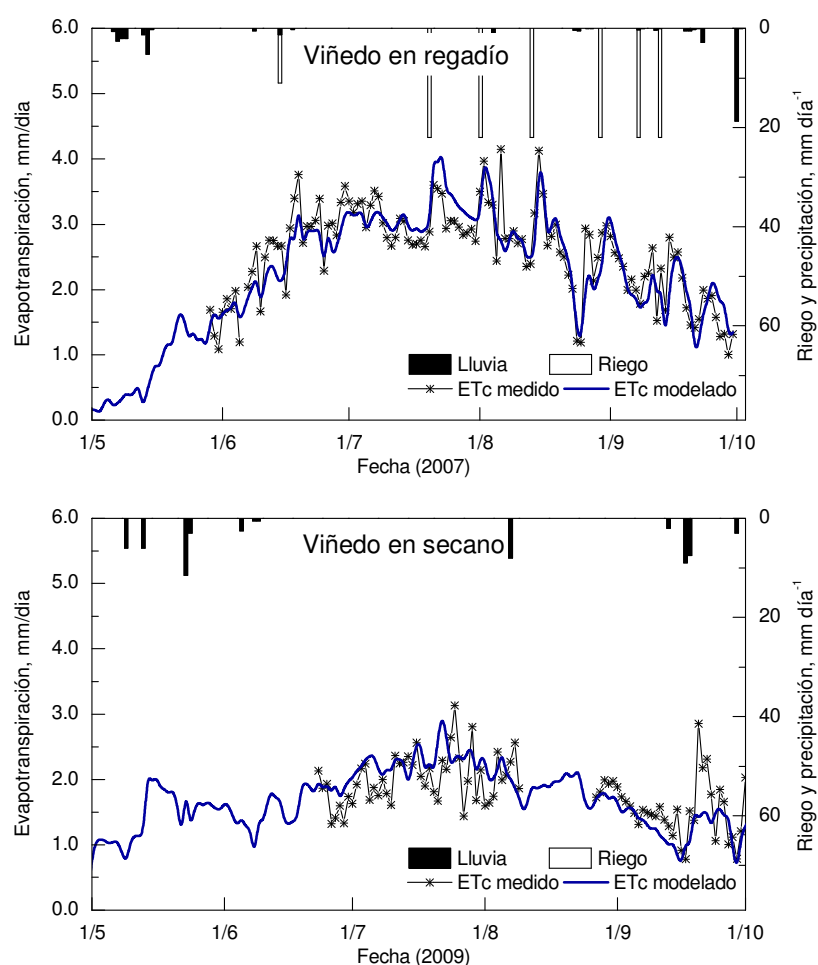 Viñedo en regadío
Evapotranspiración, mm/dia
6.0
5.0
4.0
3.0
2.0
1.0
0.0
0
20
40
60
Riego y precipitación, mm día-1
Lluvia
Riego
ETc medido
ETc modelado
1/5
1/6
1/7
1/8
1/9
1/10
Fecha (2007)
Viñedo en secano
Evapotranspiración, mm/dia
6.0
5.0
4.0
3.0
2.0
1.0
0.0
0
20
40
60
Riego y precipitación, mm día-1
Lluvia
Riego
ETc medido
ETc modelado
1/5
1/6
1/7
1/8
1/9
1/10
Fecha (2009)